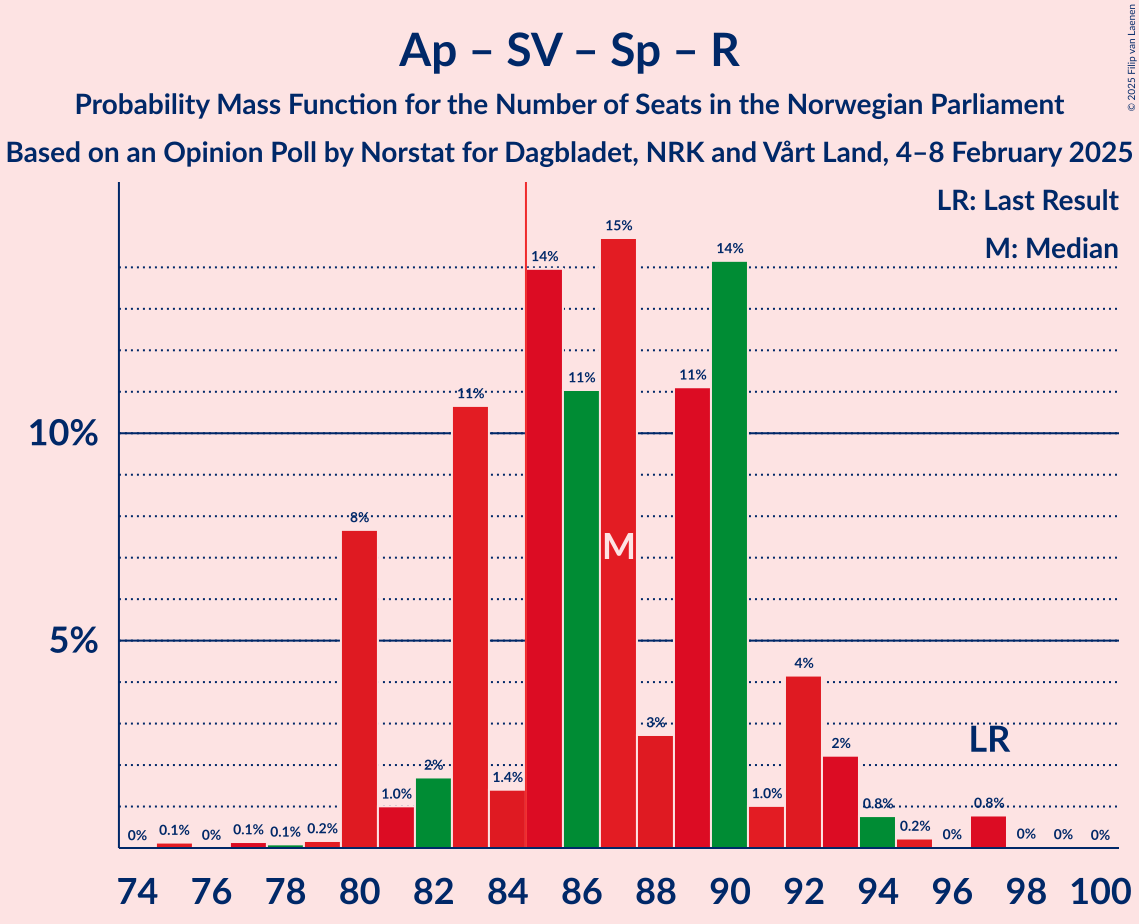 Ap – SV – Sp – R
Probability Mass Function for the Number of Seats in the Norwegian Parliament
Based on an Opinion Poll by Norstat for Dagbladet, NRK and Vårt Land, 4–8 February 2025
© 2025 Filip van Laenen
LR: Last Result
M: Median
10%
5%
0% 0.1% 0% 0.1% 0.1% 0.2% 8% 1.0% 2% 11% 1.4% 14% 11% 15% 3% 11% 14% 1.0% 4% 2% 0.8% 0.2% 0% 0.8% 0% 0% 0%
M
LR
74 76 78 80 82 84 86 88 90 92 94 96 98 100